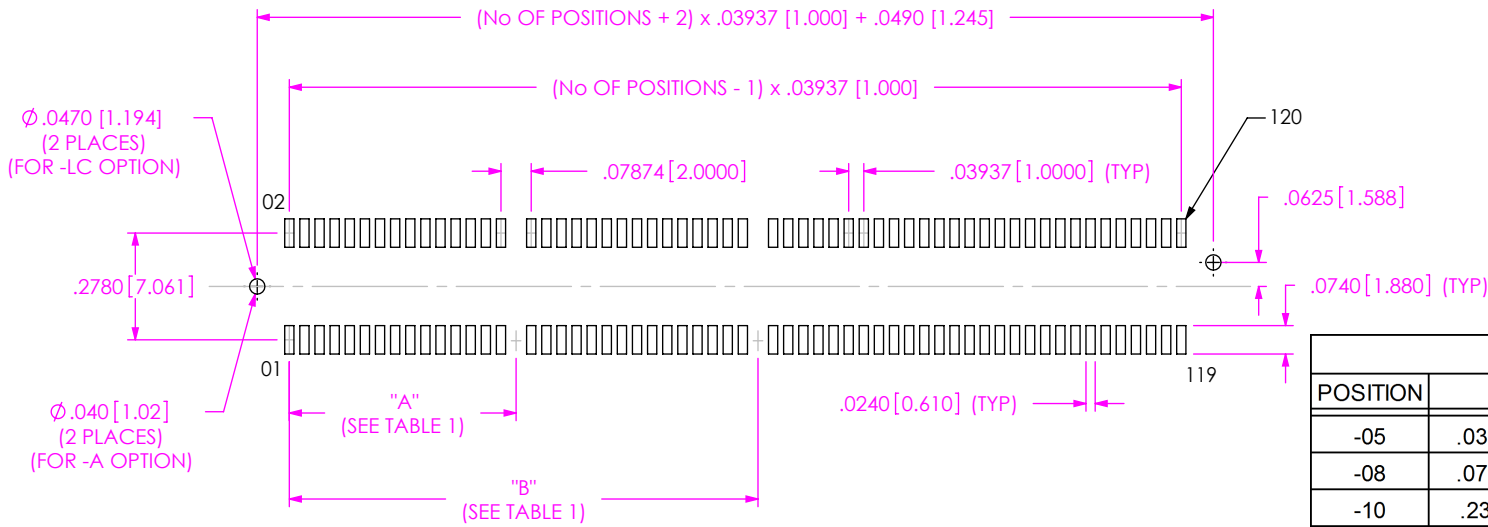 (No OF POSITIONS + 2) x .03937 [1.000] + .0490 [1.245]
(No OF POSITIONS - 1) x .03937 [1.000]
Ø.0470 [1.194]
(2 PLACES)
(FOR -LC OPTION)
120
.07874 [2.0000]
.03937 [1.0000] (TYP)
.0625 [1.588]
02
.2780 [7.061]
.0740 [1.880] (TYP)
01
119
Ø.040 [1.02]
(2 PLACES)
(FOR -A OPTION)
"A"
(SEE TABLE 1)
.0240 [0.610] (TYP)
"B"
(SEE TABLE 1)
POSITION
-05 .03
-08 .07
-10 .23